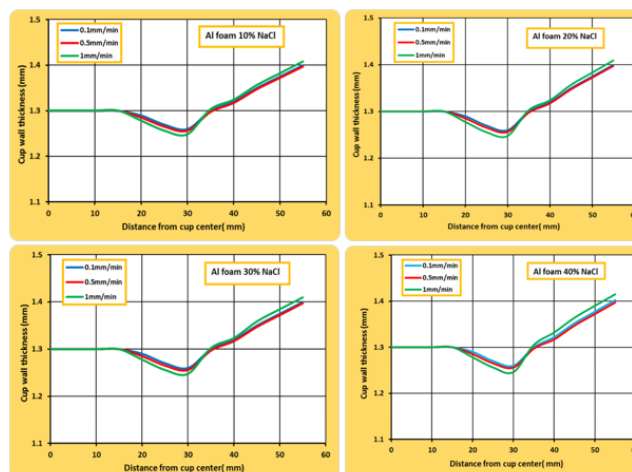 Al foam 10% NaCl
0.1mm/min
0.5mm/min
1mm/min
Cup wall thickness (mm)
1.5
1.4
1.3
1.2
1.1
0 10 20 30 40 50 60
Distance from cup center( mm)
Al foam 20% NaCl
0.1mm/min
0.5mm/min
1mm/min
Cup wall thickness (mm)
1.5
1.4
1.3
1.2
1.1
0 10 20 30 40 50 60
Distance from cup center( mm)
Al foam 30% NaCl
0.1mm/min
0.5mm/min
1mm/min
Cup wall thickness (mm)
1.5
1.4
1.3
1.2
1.1
0 10 20 30 40 50 60
Distance from cup center( mm)
Al foam 40% NaCl
0.1mm/min
0.5mm/min
1mm/min
Cup wall thickness (mm)
1.5
1.4
1.3
1.2
1.1
0 10 20 30 40 50 60
Distance from cup center( mm)